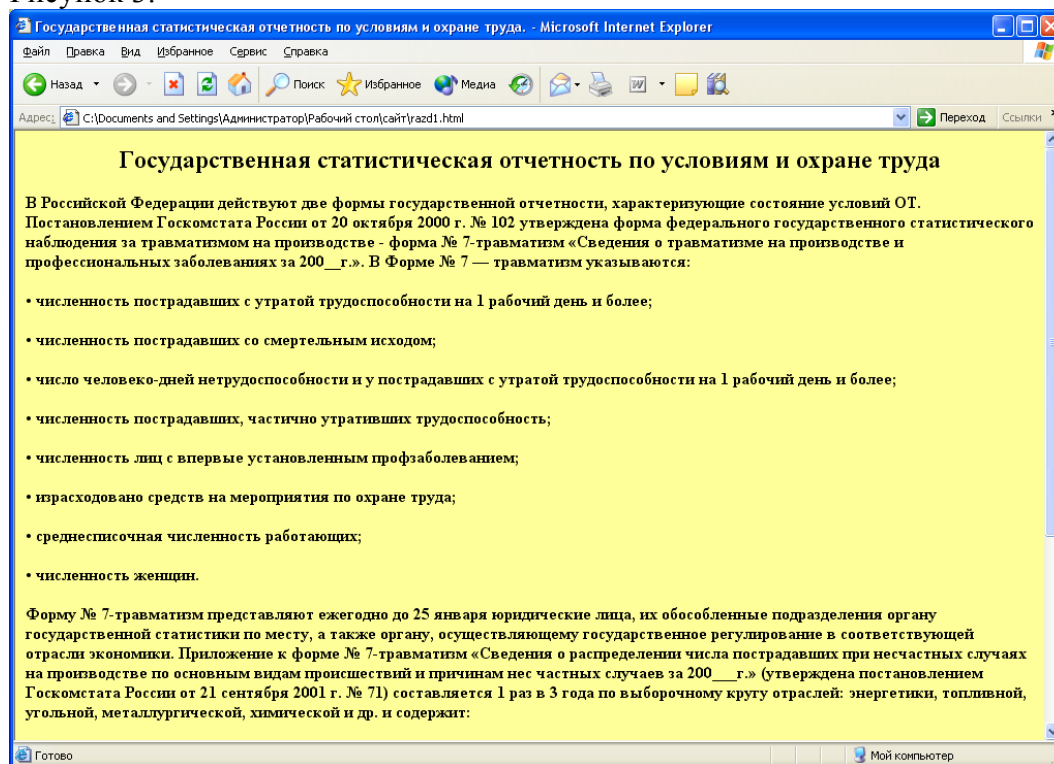 Государственная статистическая отчетность по условиям и охране труда. - Microsoft Internet Explorer
Файл Правка Вид Избранное Сервис Справка
Назад Поиск Избранное Медиа
Адрес: C:\Documents and Settings\Администратор\Рабочий стол\сайт\razd1.html Переход Ссылки
Государственная статистическая отчетность по условиям и охране труда
В Российской Федерации действуют две формы государственной отчетности, характеризующие состояние условий ОТ.
Постановлением Госкомстата России от 20 октября 2000 г. № 102 утверждена форма федерального государственного статистического
наблюдения за травматизмом на производстве - форма № 7-травматизм «Сведения о травматизме на производстве и
профессиональных заболеваниях за 200__г.». В Форме № 7 — травматизм указываются:
• численность пострадавших с утратой трудоспособности на 1 рабочий день и более;
• численность пострадавших со смертельным исходом;
• число человеко-дней нетрудоспособности и у пострадавших с утратой трудоспособности на 1 рабочий день и более;
• численность пострадавших, частично утративших трудоспособность;
• численность лиц с впервые установленным профзаболеванием;
• израсходовано средств на мероприятия по охране труда;
• среднесписочная численность работающих;
• численность женщин.
Форму № 7-травматизм представляют ежегодно до 25 января юридические лица, их обособленные подразделения органу
государственной статистики по месту, а также органу, осуществляющему государственное регулирование в соответствующей
отрасли экономики. Приложение к форме № 7-травматизм «Сведения о распределении числа пострадавших при несчастных случаях
на производстве по основным видам происшествий и причинам нес частных случаев за 200___г.» (утверждена постановлением
Госкомстата России от 21 сентября 2001 г. № 71) составляется 1 раз в 3 года по выборочному кругу отраслей: энергетики, топливной,
угольной, металлургической, химической и др. и содержит:
Готово Мой компьютер